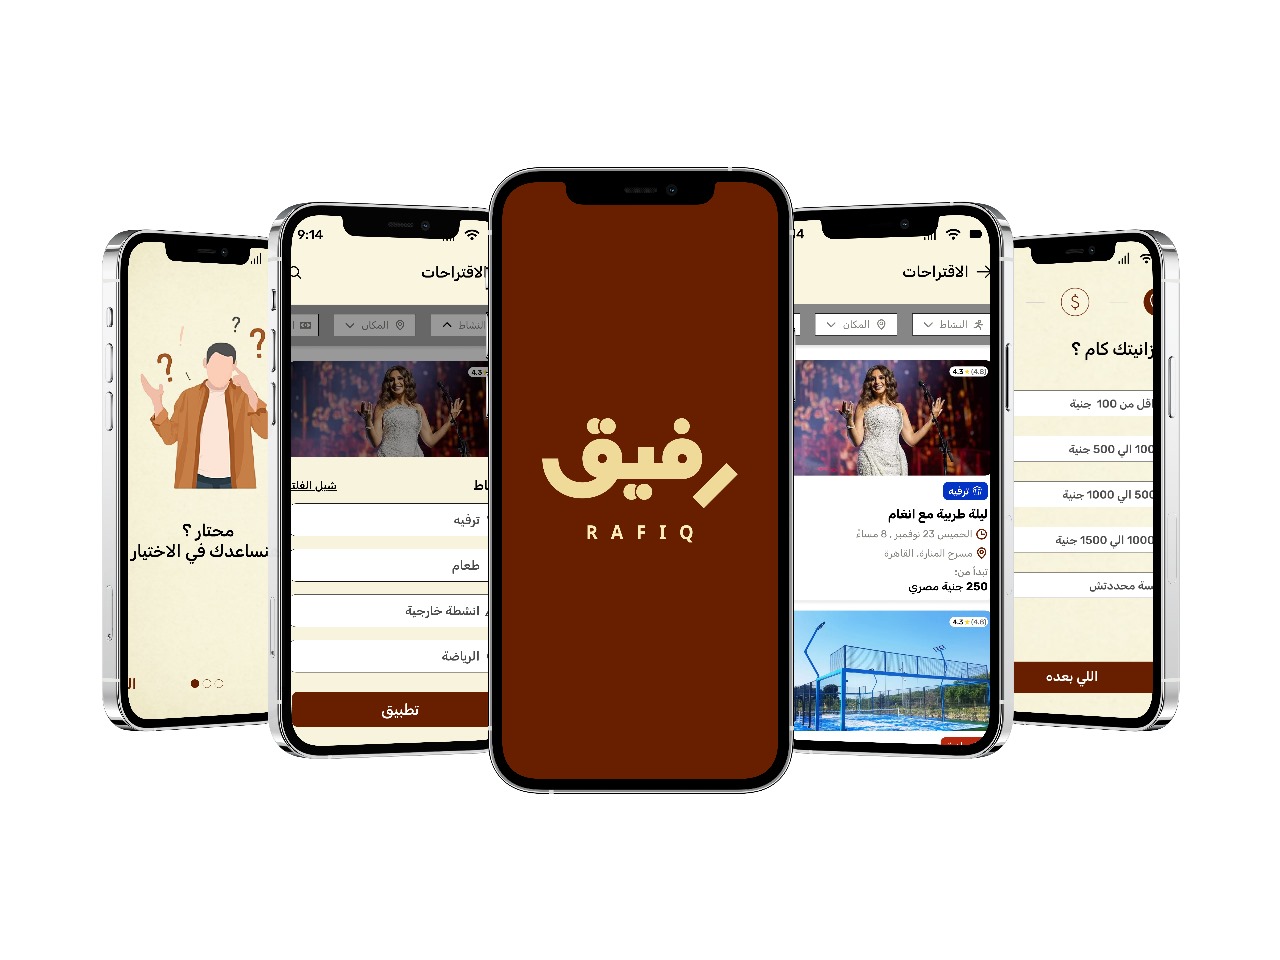 محتار ؟
نساعدك في الاختيار
9:14
الاقتراحات
النشاط
المكان
4.3
شيل الفلتر
ترفيه
طعام
انشطة خارجية
الرياضة
تطبيق
رفيق
RAFIQ
الاقتراحات
النشاط
المكان
4.3 ★ (4.8)
ترفيه
ليلة طربية مع انغام
الخميس 23 نوفمبر , 8 مساءً
مسرح المنارة, القاهرة
تبدأ من:
250 جنية مصري
4.3 ★ (4.8)
$
كام ؟
اقل من 100 جنية
100 الي 500 جنية
500 الي 1000 جنية
1000 الي 1500 جنية
محددتش
اللي بعده